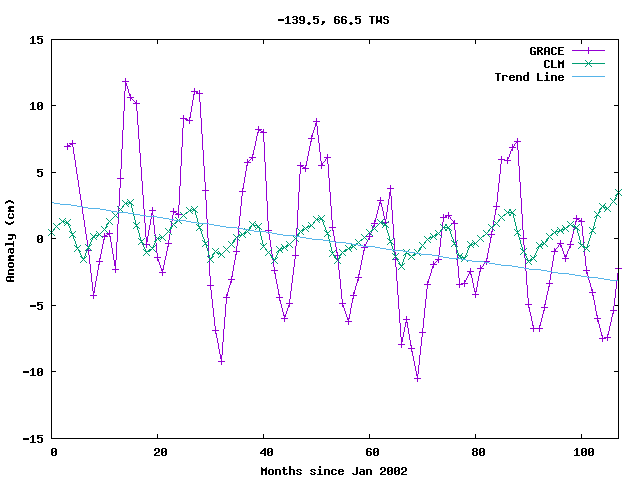 -139.5, 66.5 TWS
GRACE
CLM
Trend Line
15
10
5
0
-5
-10
-15
Anomaly (cm)
0 20 40 60 80 100
Months since Jan 2002